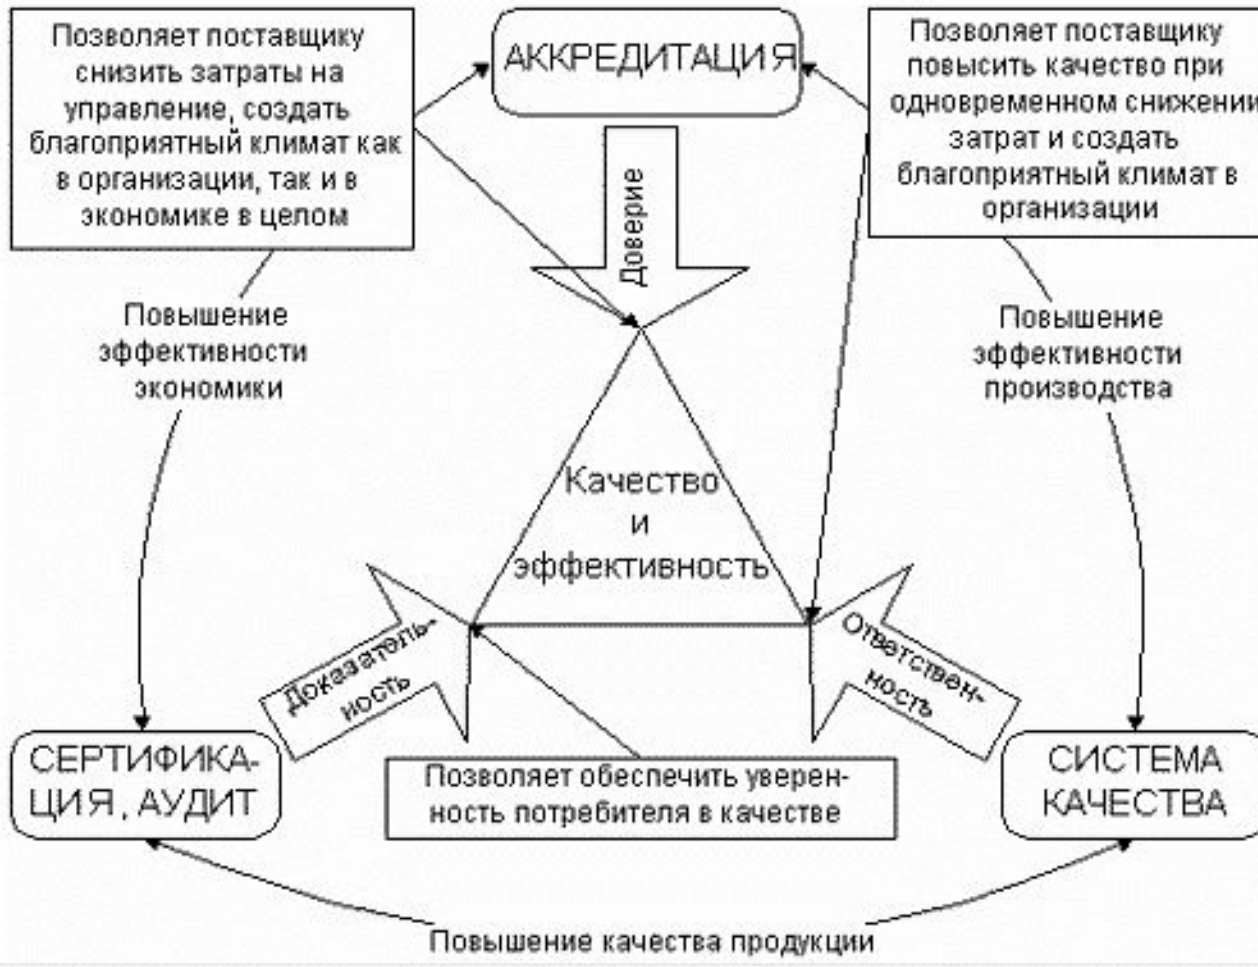 Позволяет поставщику
снизить затраты на
управление, создать
благоприятный климат как
в организации, так и в
экономике в целом
АККРЕДИТАЦИЯ
Позволяет поставщику
повысить качество при
одновременном снижении
затрат и создать
благоприятный климат в
организации
Доверие
Повышение
эффективности
экономики
Повышение
эффективности
производства
Качество
и
эффективность
Доказатель-
ность
Ответствен-
ность
СЕРТИФИКА-
ЦИЯ, АУДИТ
Позволяет обеспечить уверен-
ность потребителя в качестве
СИСТЕМА
КАЧЕСТВА
Повышение качества продукции